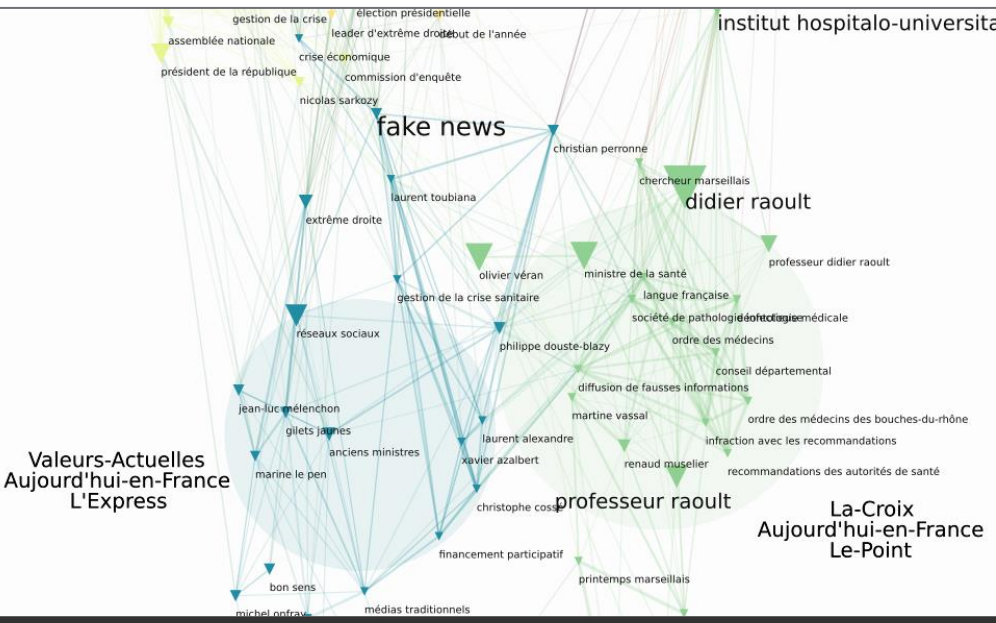 élection présidentielle
gestion de la crise
institut hospitalo-universita
leader d'extrême droite
début de l'année
assemblée nationale
crise économique
président de la république
commission d'enquête
nicolas sarkozy
fake news
christian perronne
chercheur marseillais
laurent toubiana
didier raoult
extrême droite
professeur didier raoult
olivier véran
ministre de la santé
gestion de la crise sanitaire
langue française
société de pathologie infectieuse
médicale
réseaux sociaux
ordre des médecins
philippe douste-blazy
conseil départemental
diffusion de fausses informations
jean-luc mélenchon
martine vassal
ordre des médecins des bouches-du-rhône
gilets jaunes
laurent alexandre
infraction avec les recommandations
anciens ministres
Valeurs-Actuelles
Aujourd'hui-en-France
L'Express
xavier azalbert
renaud muselier
marine le pen
recommandations des autorités de santé
professeur raoult
christophe cossé
La-Croix
Aujourd'hui-en-France
Le-Point
financement participatif
printemps marseillais
bon sens
médias traditionnels
michel onfray